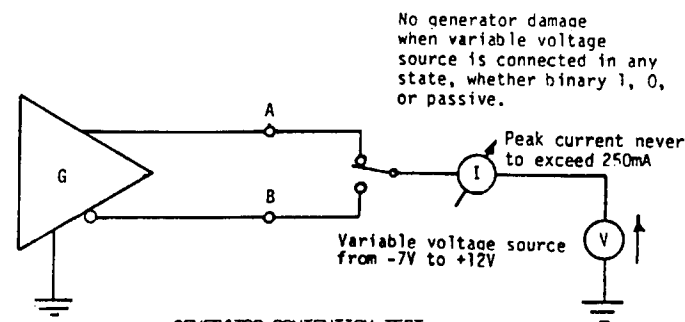 No generator damage
when variable voltage
source is connected in any
state, whether binary 1, 0,
or passive.
A
Peak current never
to exceed 250mA
G
I
B
Variable voltage source
from -7V to +12V
V